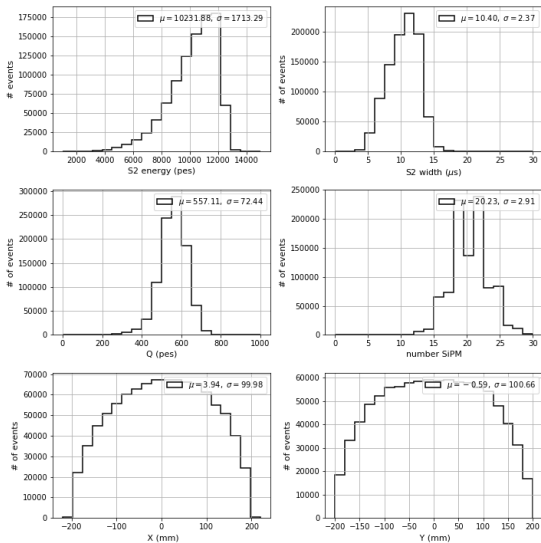 μ = 10231.88, σ = 1713.29
# of events
175000
150000
125000
100000
75000
50000
25000
0
2000 4000 6000 8000 10000 12000 14000
S2 energy (pes)
μ = 10.40, σ = 2.37
# of events
200000
150000
100000
50000
0
0 5 10 15 20 25 30
S2 width (μs)
μ = 557.11, σ = 72.44
# of events
300000
250000
200000
150000
100000
50000
0
0 200 400 600 800 1000
Q (pes)
μ = 20.23, σ = 2.91
# of events
250000
200000
150000
100000
50000
0
0 5 10 15 20 25 30
number SiPM
μ = 3.94, σ = 99.98
# of events
70000
60000
50000
40000
30000
20000
10000
0
−200 −100 0 100 200
X (mm)
μ = −0.59, σ = 100.66
# of events
60000
50000
40000
30000
20000
10000
0
−200 −150 −100 −50 0 50 100 150 200
Y (mm)